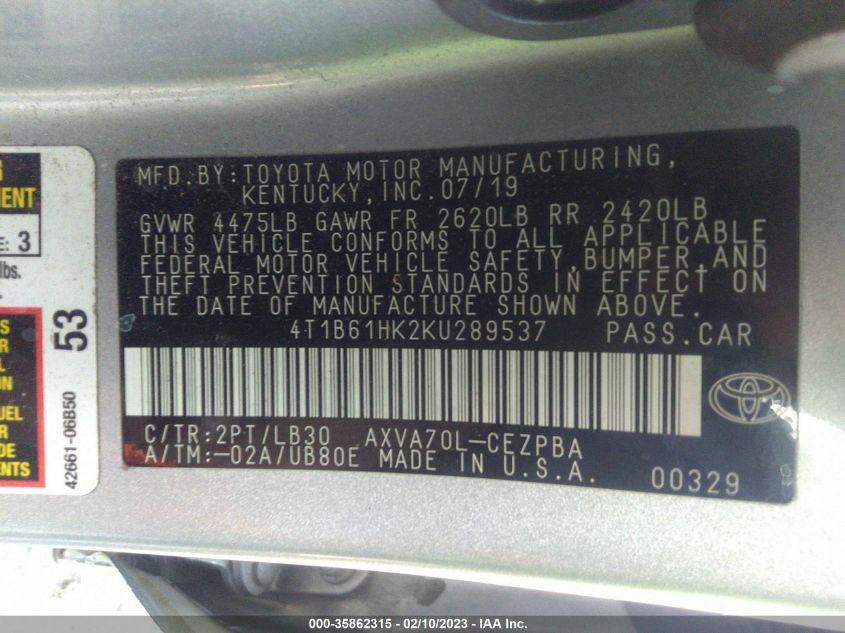 MFD. BY: TOYOTA MOTOR MANUFACTURING,
KENTUCKY, INC. 07/19
GVWR 4475LB GAWR FR 2620LB RR 2420LB
THIS VEHICLE CONFORMS TO ALL APPLICABLE
FEDERAL MOTOR VEHICLE SAFETY, BUMPER, AND
THEFT PREVENTION STANDARDS IN EFFECT ON
THE DATE OF MANUFACTURE SHOWN ABOVE.
4T1B61HK2KU289537 PASS. CAR
C/TR: 2PT/LB30 AXVA70L-CEZPBA
A/TM: -02A/UB80E MADE IN U.S.A.
00329
E: 3
lbs.
53
42661-06B50
000-35862315 - 02/10/2023 - IAA Inc.